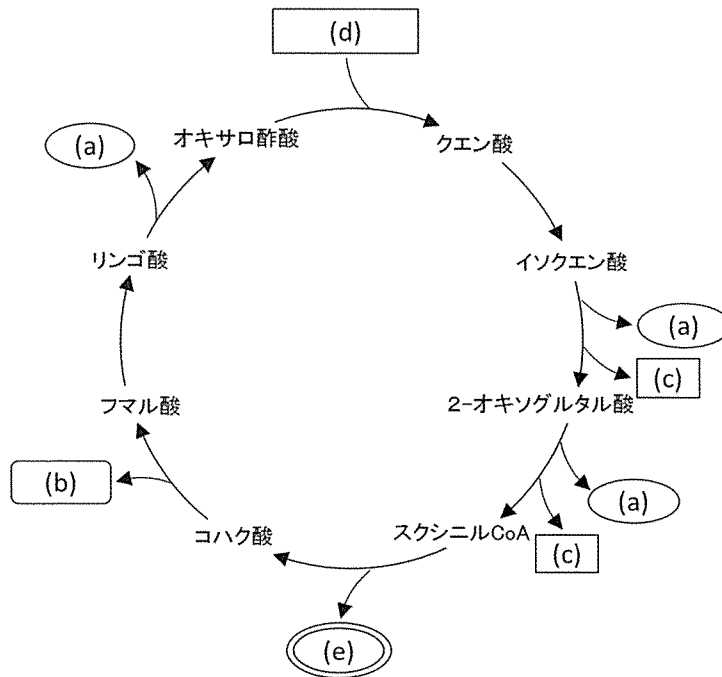 (d)
オキサロ酢酸
クエン酸
(a)
リンゴ酸
イソクエン酸
(a)
(c)
フマル酸
2-オキソグルタル酸
(b)
(a)
コハク酸
スクシニルCoA
(c)
(e)